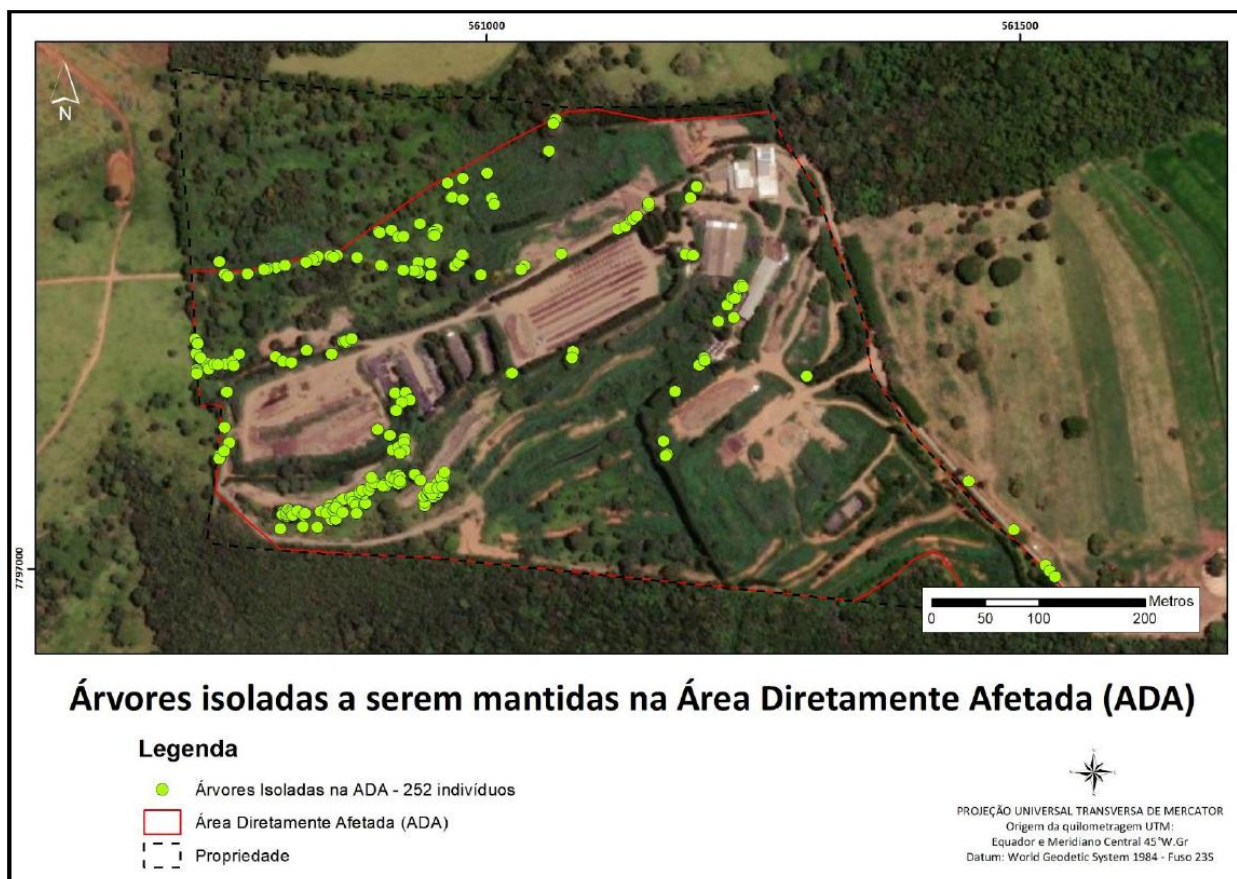 561000
561500
N
7797000
Metros
0
50
100
200
Árvores isoladas a serem mantidas na Área Diretamente Afetada (ADA)
Legenda
Árvores Isoladas na ADA - 252 indivíduos
Área Diretamente Afetada (ADA)
Propriedade
PROJEÇÃO UNIVERSAL TRANSVERSA DE MERCATOR
Origem da quilometragem UTM:
Equador e Meridiano Central 45°W.Gr
Datum: World Geodetic System 1984 - Fuso 23S